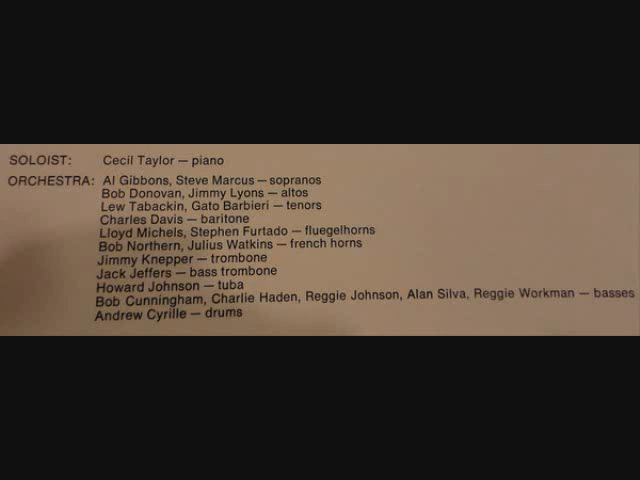 SOLOIST: Cecil Taylor — piano
ORCHESTRA: Al Gibbons, Steve Marcus — sopranos
Bob Donovan, Jimmy Lyons — altos
Lew Tabackin, Gato Barbieri — tenors
Charles Davis — baritone
Lloyd Michels, Stephen Furtado — fluegelhorns
Bob Northern, Julius Watkins — french horns
Jimmy Knepper — trombone
Jack Jeffers — bass trombone
Howard Johnson — tuba
Bob Cunningham, Charlie Haden, Reggie Johnson, Alan Silva, Reggie Workman — basses
Andrew Cyrille — drums